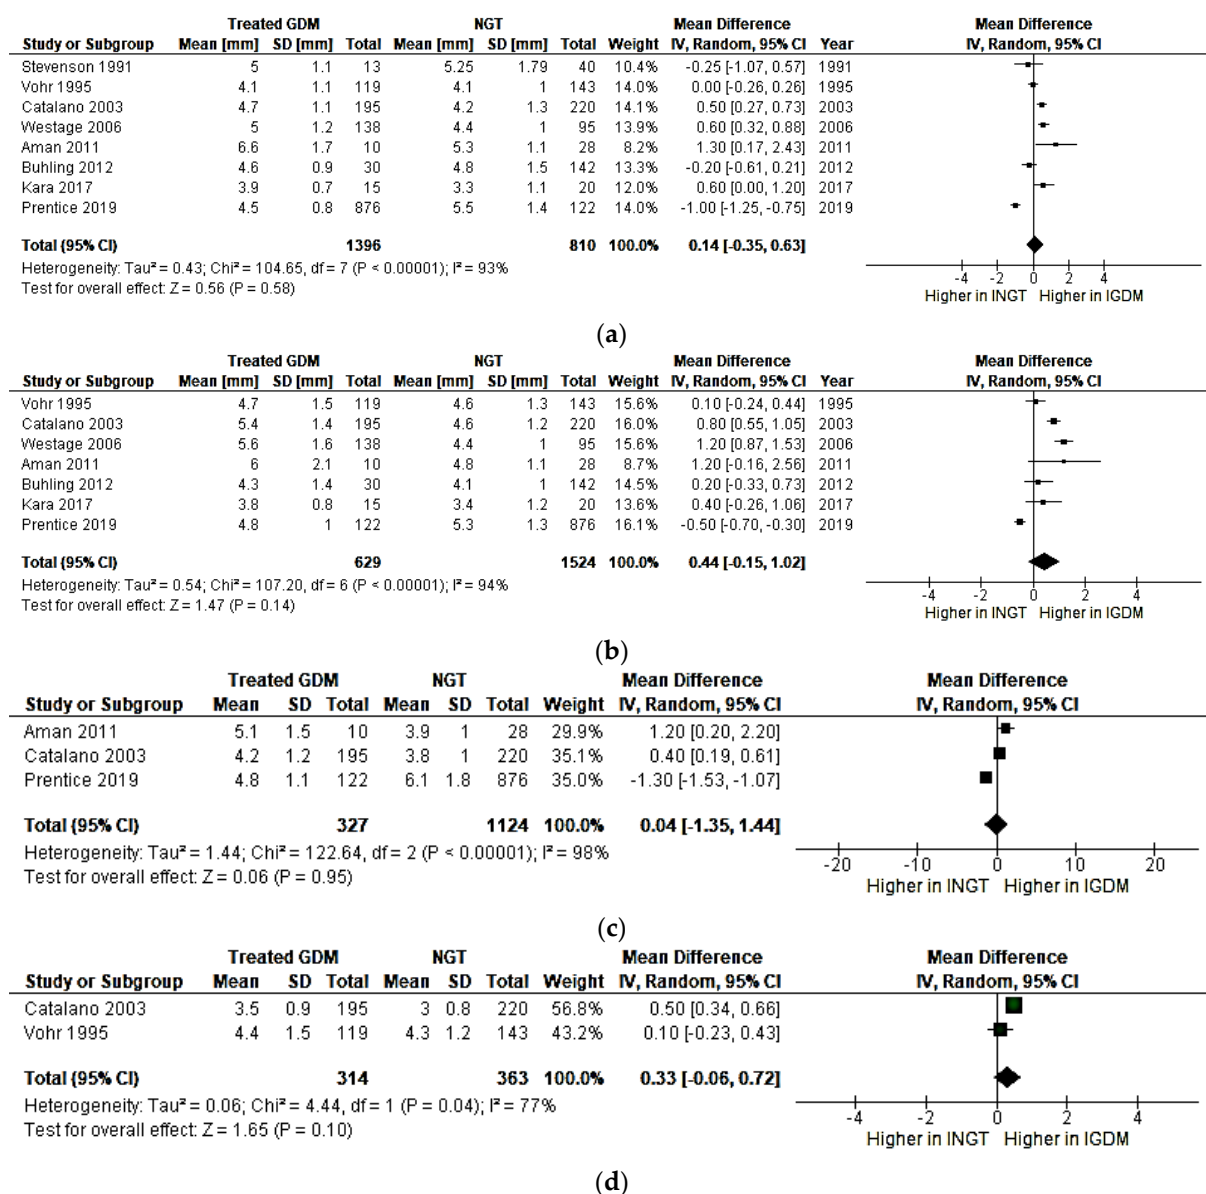 Treated GDM NGT Mean Difference Mean Difference
Study or Subgroup Mean [mm] SD [mm] Total Mean [mm] SD [mm] Total Weight IV, Random, 95% CI Year IV, Random, 95% CI
Stevenson 1991 5 1.1 13 5.25 1.79 40 10.4% -0.25 [-1.07, 0.57] 1991
Vohr 1995 4.1 1.1 119 4.1 1 143 14.0% 0.00 [-0.26, 0.26] 1995
Catalano 2003 4.7 1.1 195 4.2 1.3 220 14.1% 0.50 [0.27, 0.73] 2003
Westage 2006 5 1.2 138 4.4 1 95 13.9% 0.60 [0.32, 0.88] 2006
Aman 2011 6.6 1.7 10 5.3 1.1 28 8.2% 1.30 [0.17, 2.43] 2011
Buhling 2012 4.6 0.9 30 4.8 1.5 142 13.3% -0.20 [-0.61, 0.21] 2012
Kara 2017 3.9 0.7 15 3.3 1.1 20 12.0% 0.60 [0.00, 1.20] 2017
Prentice 2019 4.5 0.8 876 5.5 1.4 122 14.0% -1.00 [-1.25, -0.75] 2019
Total (95% CI) 1396 810 100.0% 0.14 [-0.35, 0.63]
Heterogeneity: Tau² = 0.43; Chi² = 104.65, df = 7 (P < 0.00001); I² = 93%
Test for overall effect: Z = 0.56 (P = 0.58)
-4 -2 0 2 4
Higher in INGT Higher in IGDM
(a)
Treated GDM NGT Mean Difference Mean Difference
Study or Subgroup Mean [mm] SD [mm] Total Mean [mm] SD [mm] Total Weight IV, Random, 95% CI Year IV, Random, 95% CI
Vohr 1995 4.7 1.5 119 4.6 1.3 143 15.6% 0.10 [-0.24, 0.44] 1995
Catalano 2003 5.4 1.4 195 4.6 1.2 220 16.0% 0.80 [0.55, 1.05] 2003
Westage 2006 5.6 1.6 138 4.4 1 95 15.6% 1.20 [0.87, 1.53] 2006
Aman 2011 6 2.1 10 4.8 1.1 28 8.7% 1.20 [-0.16, 2.56] 2011
Buhling 2012 4.3 1.4 30 4.1 1 142 14.5% 0.20 [-0.33, 0.73] 2012
Kara 2017 3.8 0.8 15 3.4 1.2 20 13.6% 0.40 [-0.26, 1.06] 2017
Prentice 2019 4.8 1 122 5.3 1.3 876 16.1% -0.50 [-0.70, -0.30] 2019
Total (95% CI) 629 1524 100.0% 0.44 [-0.15, 1.02]
Heterogeneity: Tau² = 0.54; Chi² = 107.20, df = 6 (P < 0.00001); I² = 94%
Test for overall effect: Z = 1.47 (P = 0.14)
-4 -2 0 2 4
Higher in INGT Higher in IGDM
(b)
Treated GDM NGT Mean Difference Mean Difference
Study or Subgroup Mean SD Total Mean SD Total Weight IV, Random, 95% CI IV, Random, 95% CI
Aman 2011 5.1 1.5 10 3.9 1 28 29.9% 1.20 [0.20, 2.20]
Catalano 2003 4.2 1.2 195 3.8 1 220 35.1% 0.40 [0.19, 0.61]
Prentice 2019 4.8 1.1 122 6.1 1.8 876 35.0% -1.30 [-1.53, -1.07]
Total (95% CI) 327 1124 100.0% 0.04 [-1.35, 1.44]
Heterogeneity: Tau² = 1.44; Chi² = 122.64, df = 2 (P < 0.00001); I² = 98%
Test for overall effect: Z = 0.06 (P = 0.95)
-20 -10 0 10 20
Higher in INGT Higher in IGDM
(c)
Treated GDM NGT Mean Difference Mean Difference
Study or Subgroup Mean SD Total Mean SD Total Weight IV, Random, 95% CI IV, Random, 95% CI
Catalano 2003 3.5 0.9 195 3 0.8 220 56.8% 0.50 [0.34, 0.66]
Vohr 1995 4.4 1.5 119 4.3 1.2 143 43.2% 0.10 [-0.23, 0.43]
Total (95% CI) 314 363 100.0% 0.33 [-0.06, 0.72]
Heterogeneity: Tau² = 0.06; Chi² = 4.44, df = 1 (P = 0.04); I² = 77%
Test for overall effect: Z = 1.65 (P = 0.10)
-4 -2 0 2 4
Higher in INGT Higher in IGDM
(d)